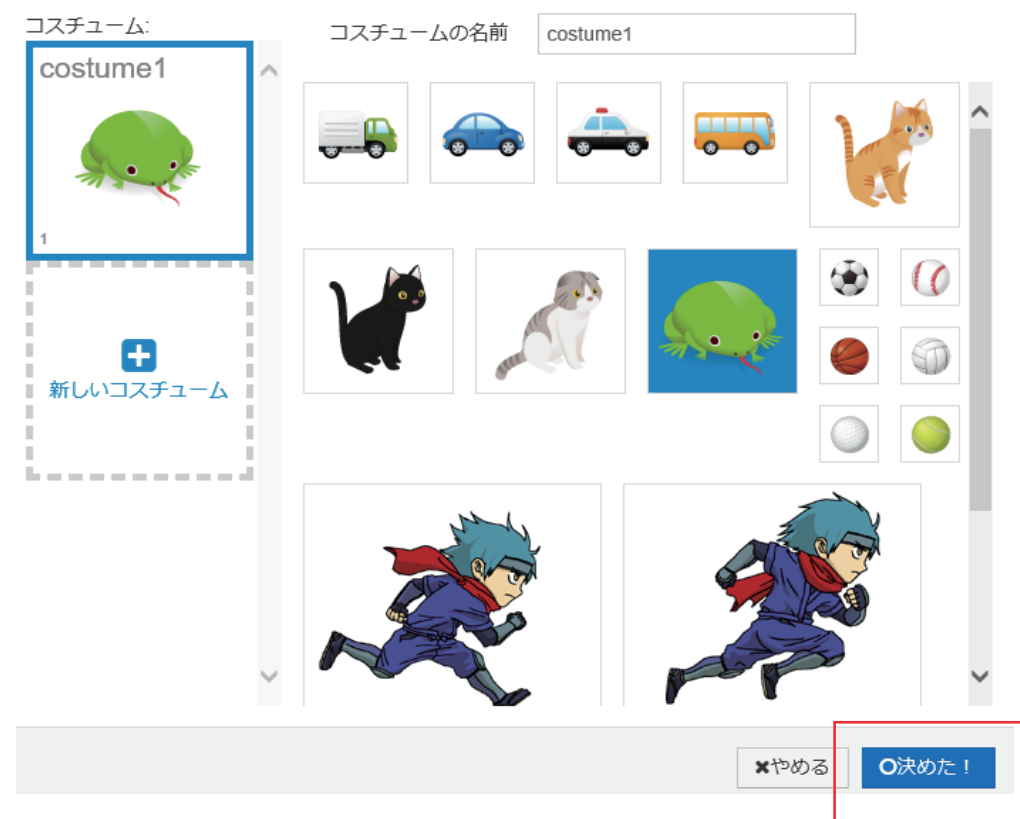 コスチューム:
costume1
1
新しいコスチューム
コスチュームの名前
costume1
✖やめる
O決めた！